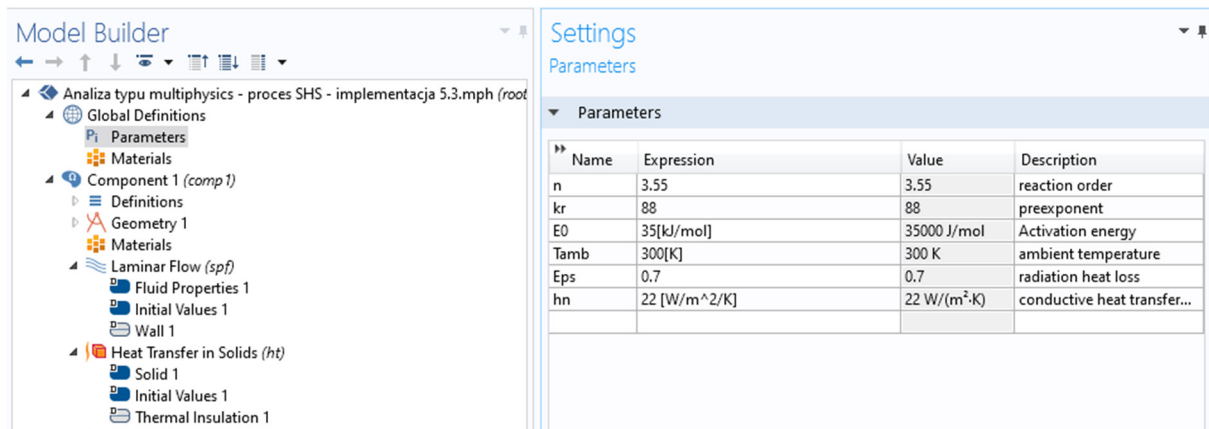 Model Builder
Analiza typu multiphysics - proces SHS - implementacja 5.3.mph (root
Global Definitions
Pi Parameters
Materials
Component 1 (comp1)
Definitions
Geometry 1
Materials
Laminar Flow (spf)
Fluid Properties 1
Initial Values 1
Wall 1
Heat Transfer in Solids (ht)
Solid 1
Initial Values 1
Thermal Insulation 1
Settings
Parameters
Parameters
Name Expression Value Description
n 3.55 3.55 reaction order
kr 88 88 preexponent
E0 35[kJ/mol] 35000 J/mol Activation energy
Tamb 300[K] 300 K ambient temperature
Eps 0.7 0.7 radiation heat loss
hn 22 [W/m^2/K] 22 W/(m²·K) conductive heat transfer...